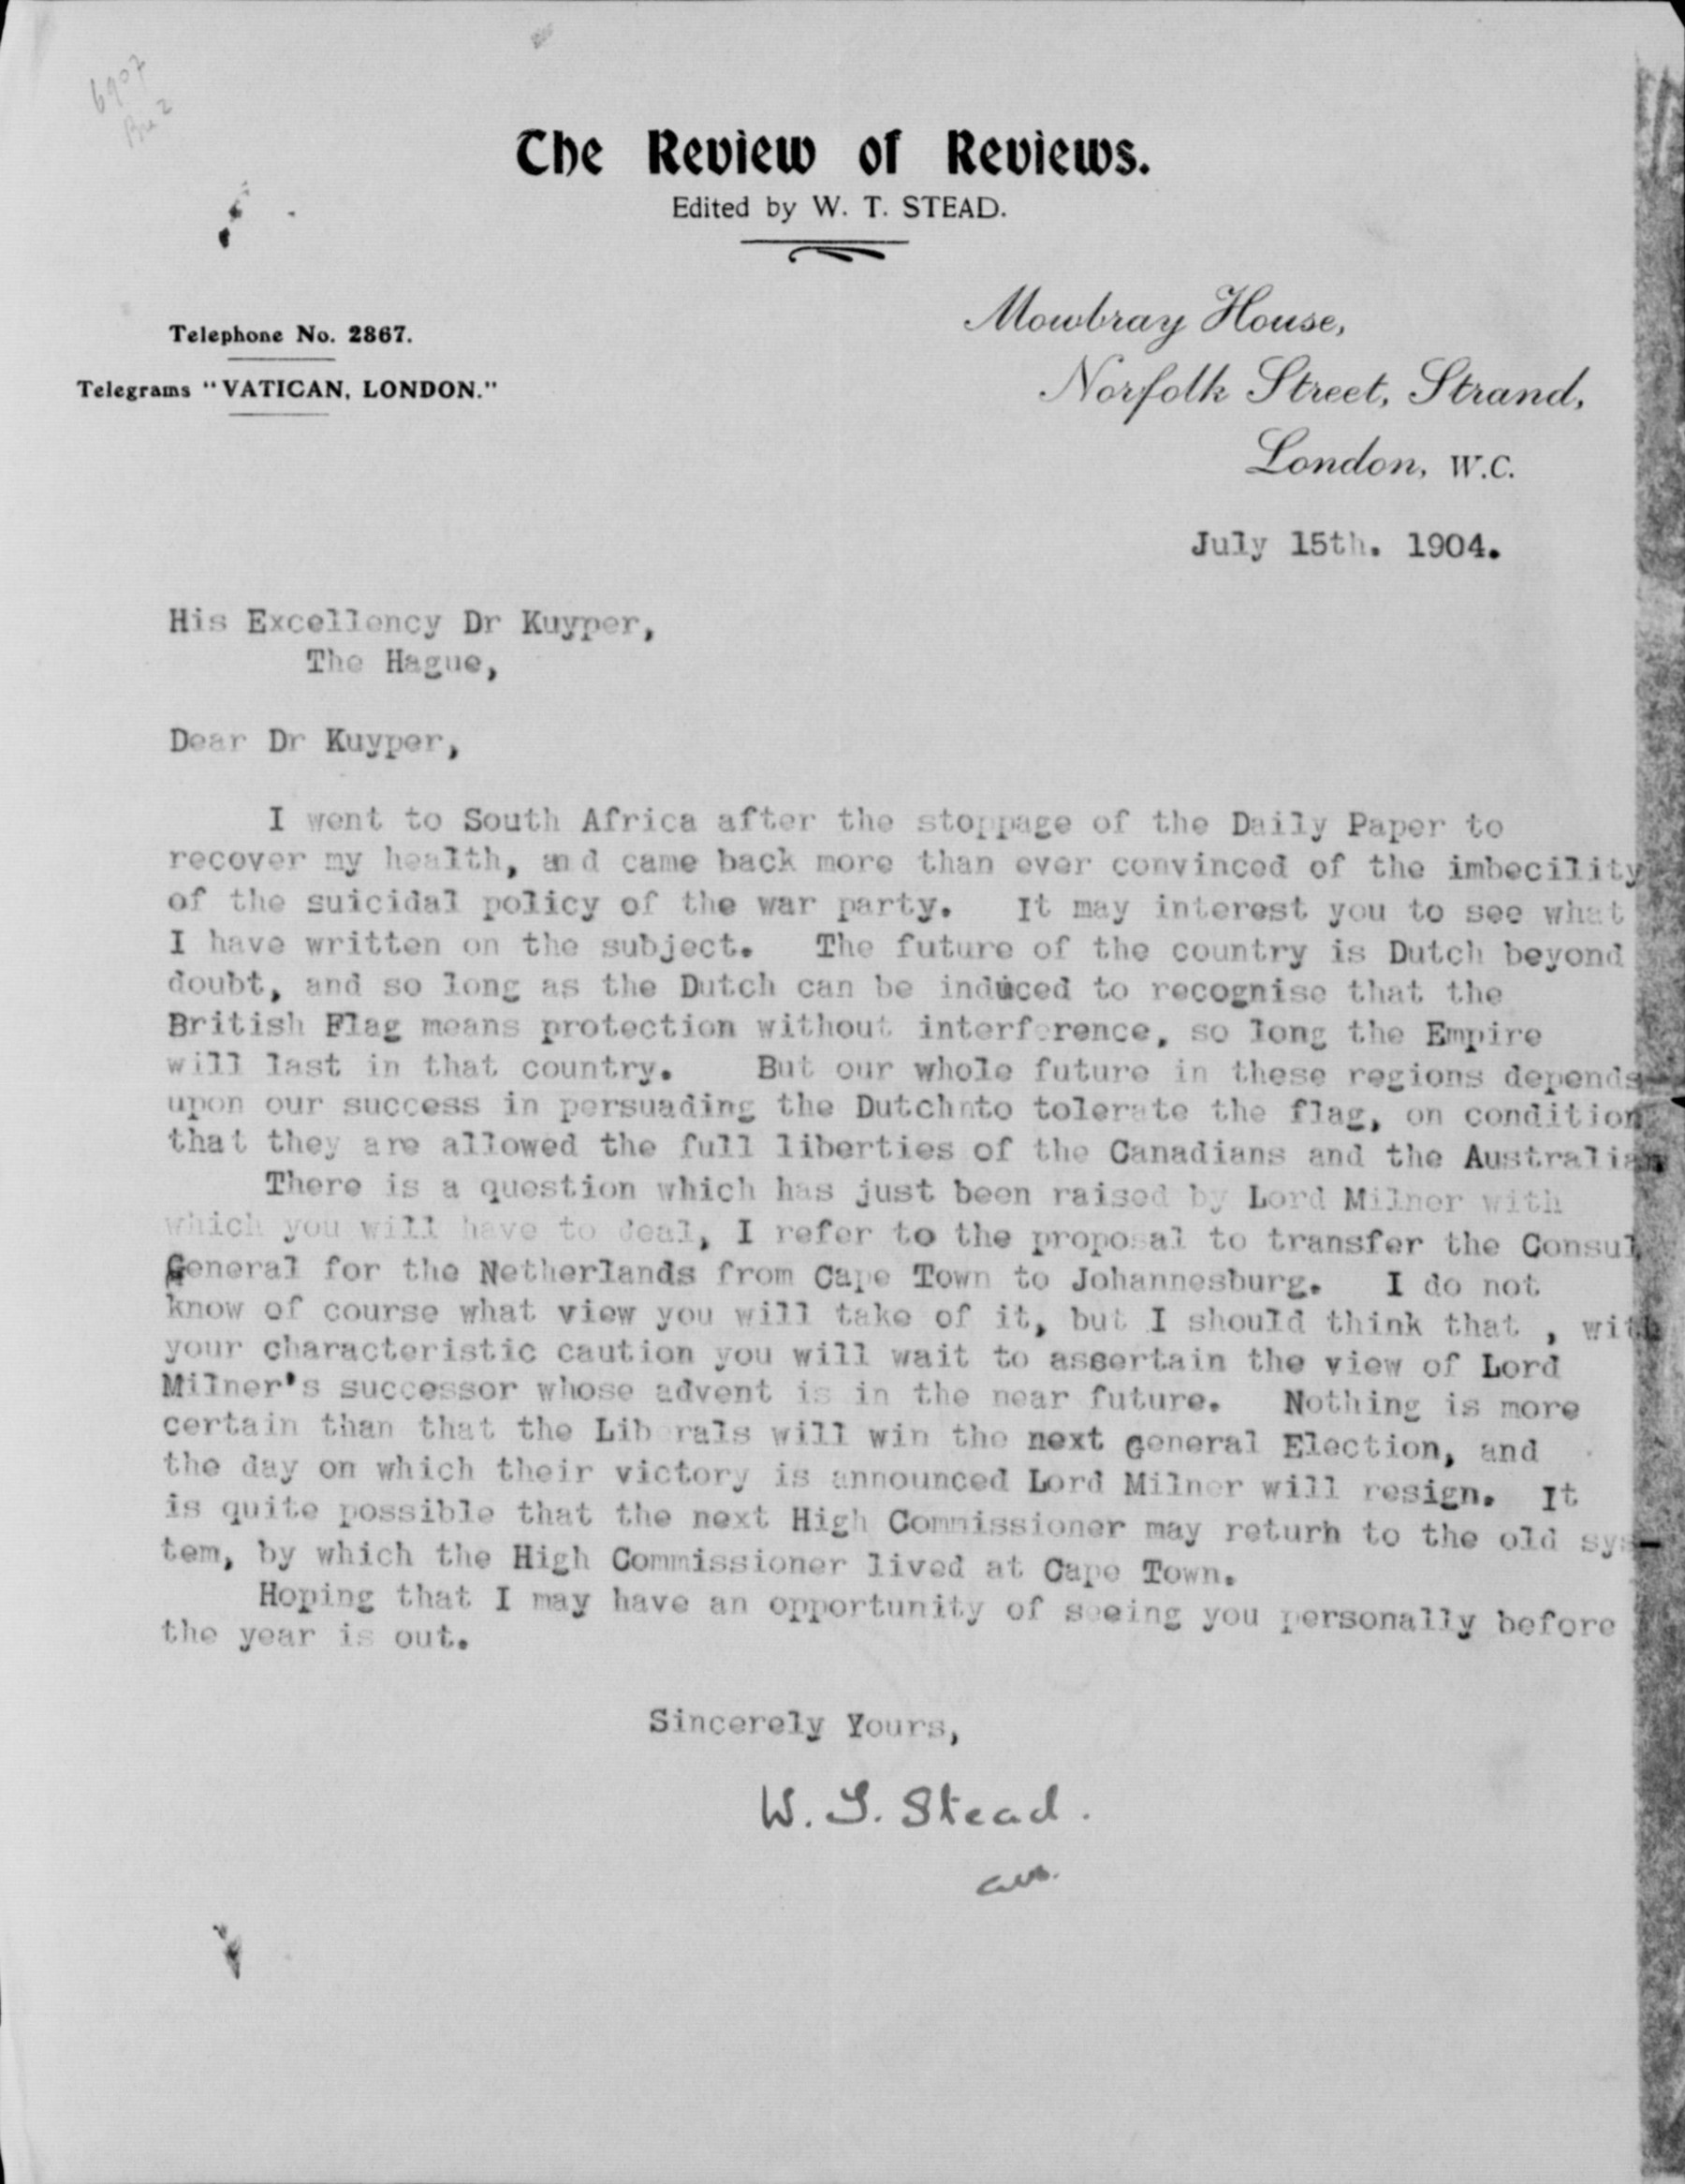 6907
The Review of Reviews.
Edited by W. T. STEAD.
Telephone No. 2867.
Telegrams "VATICAN, LONDON."
Mowbray House,
Norfolk Street, Strand,
London, W.C.
July 15th. 1904.
His Excellency Dr Kuyper,
The Hague,
Dear Dr Kuyper,
I went to South Africa after the stoppage of the Daily Paper to
recover my health, and came back more than ever convinced of the imbecility
of the suicidal policy of the war party. It may interest you to see what
I have written on the subject. The future of the country is Dutch beyond
doubt, and so long as the Dutch can be induced to recognise that the
British Flag means protection without interference, so long the Empire
will last in that country. But our whole future in these regions depends
upon our success in persuading the Dutchnto tolerate the flag, on condition
that they are allowed the full liberties of the Canadians and the Australian
There is a question which has just been raised by Lord Milner with
which you will have to deal, I refer to the proposal to transfer the Consul
General for the Netherlands from Cape Town to Johannesburg. I do not
know of course what view you will take of it, but I should think that , with
your characteristic caution you will wait to ascertain the view of Lord
Milner's successor whose advent is in the near future. Nothing is more
certain than that the Liberals will win the next General Election, and
the day on which their victory is announced Lord Milner will resign. It
is quite possible that the next High Commissioner may return to the old sys-
tem, by which the High Commissioner lived at Cape Town.
Hoping that I may have an opportunity of seeing you personally before
the year is out.
Sincerely Yours,
W. T. Stead.